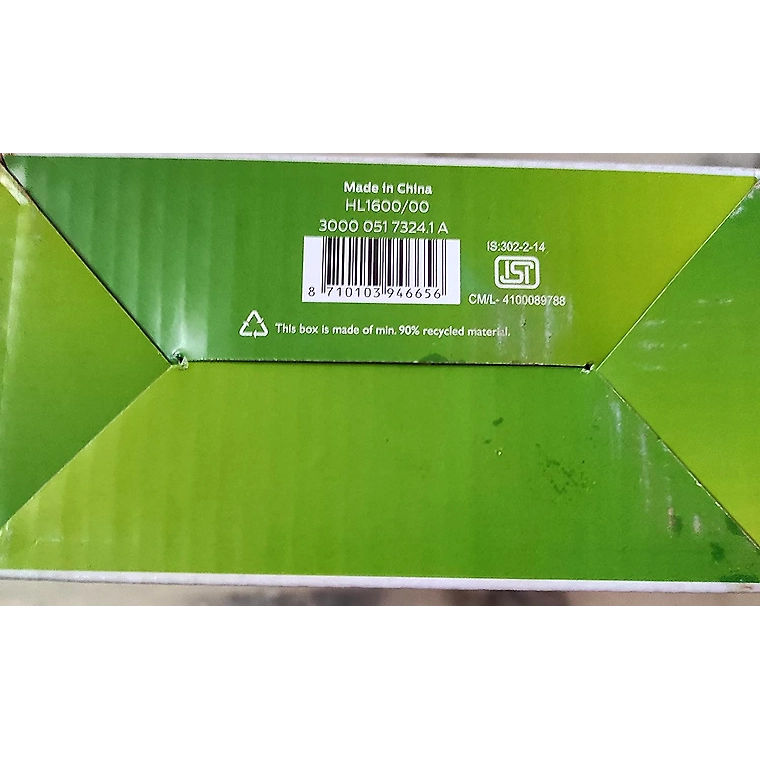 Made in China
HL1600/00
3000 051 7324.1 A
8 710103 946656
IS:302-2-14
ISI
CM/L- 4100089788
This box is made of min. 90% recycled material.